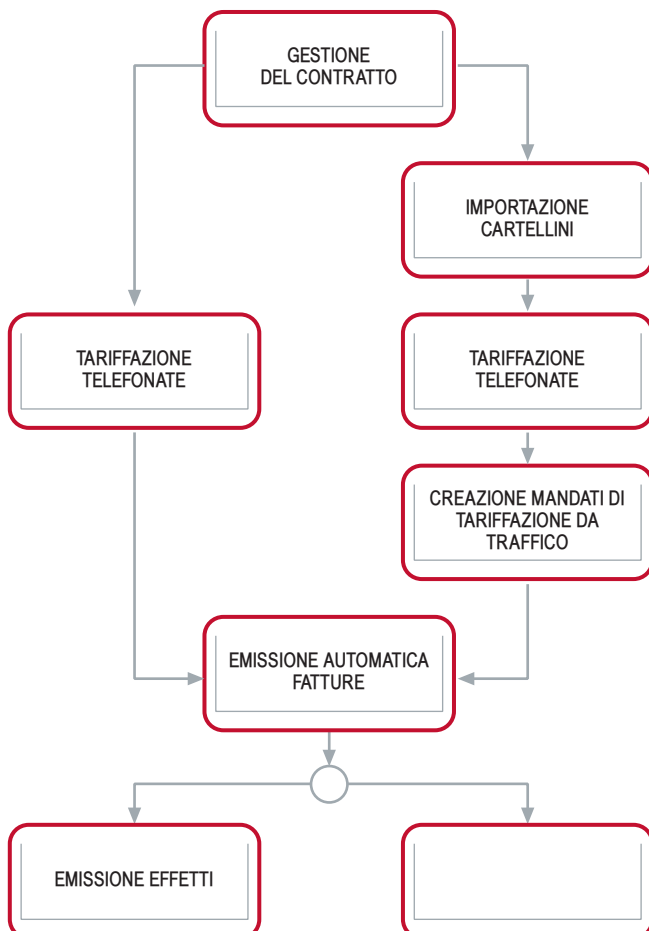 GESTIONE
DEL CONTRATTO
IMPORTAZIONE
CARTELLINI
TARIFFAZIONE
TELEFONATE
TARIFFAZIONE
TELEFONATE
CREAZIONE MANDATI DI
TARIFFAZIONE DA
TRAFFICO
EMISSIONE AUTOMATICA
FATTURE
EMISSIONE EFFETTI